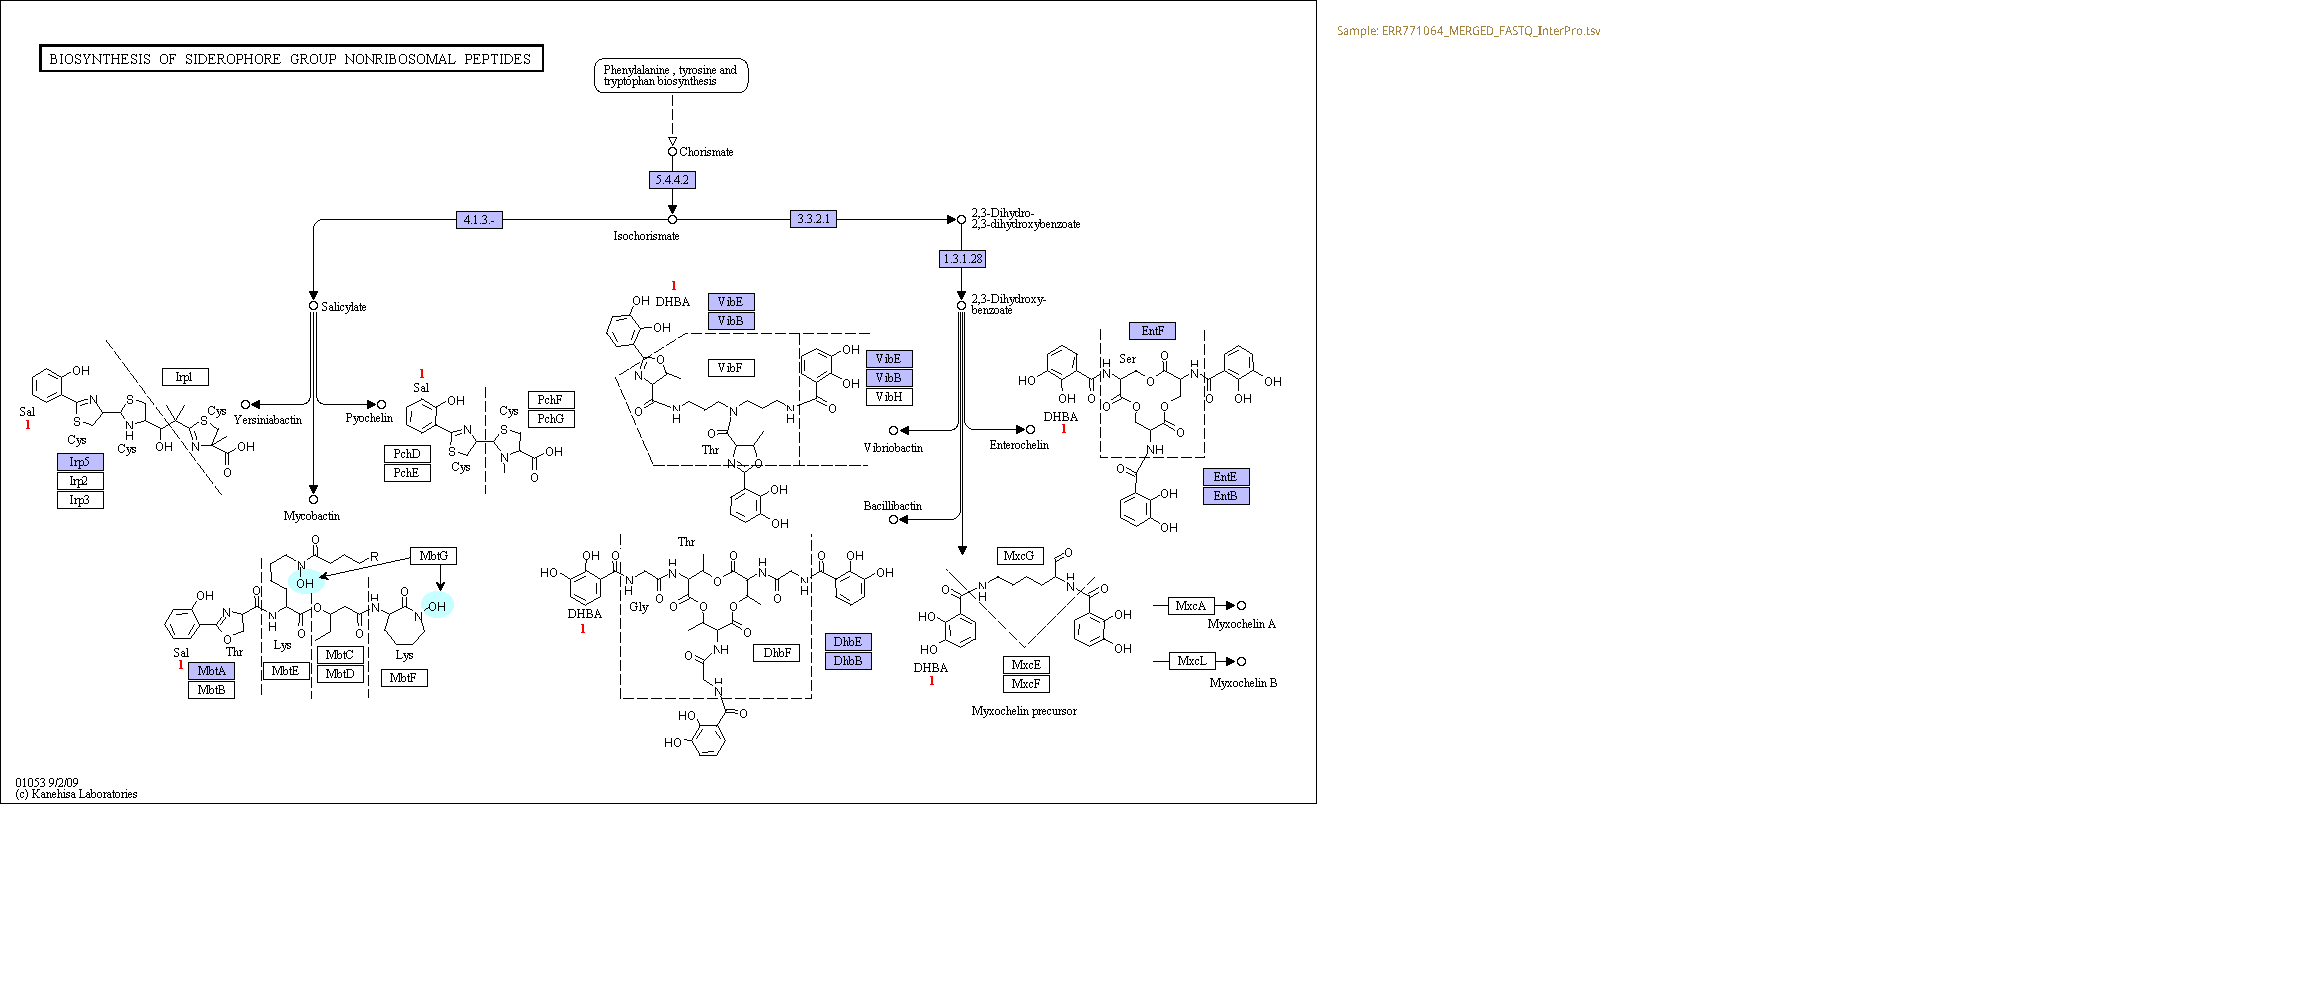 Sample: ERR771064_MERGED_FASTQ_InterPro.tsv
BIOSYNTHESIS OF SIDEROPHORE GROUP NONRIBOSOMAL PEPTIDES
Phenylalanine , tyrosine and
tryptophan biosynthesis
Chorismate
5.4.4.2
4.1.3.-
3.3.2.1
Isochorismate
2,3-Dihydro-
2,3-dihydroxybenzoate
1.3.1.28
Salicylate
2,3-Dihydroxy-
benzoate
OH
Sal
1
N
S
S
N
H
OH
S
N
OH
O
Cys
Cys
Cys
Irp1
Irp5
Irp2
Irp3
Yersiniabactin
Pyochelin
Mycobactin
1
Sal
OH
N
S
Cys
S
N
Cys
OH
O
PchF
PchG
PchD
PchE
1
DHBA
OH
OH
VibE
VibB
VibF
O
N
O
N
H
N
N
H
O
OH
OH
O
Thr
N
O
OH
OH
VibE
VibB
VibH
Vibriobactin
Enterochelin
Bacillibactin
EntF
Ser
HO
OH
O
H
N
O
O
O
H
N
O
OH
OH
O
O
O
NH
O
OH
OH
DHBA
1
EntE
EntB
O
N
OH
R
MbtG
OH
N
O
O
N
H
O
O
O
H
N
O
N
OH
Sal
1
Thr
Lys
Lys
MbtA
MbtB
MbtE
MbtC
MbtD
MbtF
Thr
HO
OH
O
N
H
O
H
N
O
O
H
N
O
N
H
O
OH
OH
O
O
O
O
NH
O
H
N
O
HO
HO
Gly
DHBA
1
DhbF
DhbE
DhbB
MxcG
O
O
N
H
H
N
O
OH
OH
HO
HO
DHBA
1
MxcE
MxcF
Myxochelin precursor
MxcA
Myxochelin A
MxcL
Myxochelin B
01053 9/2/09
(c) Kanehisa Laboratories